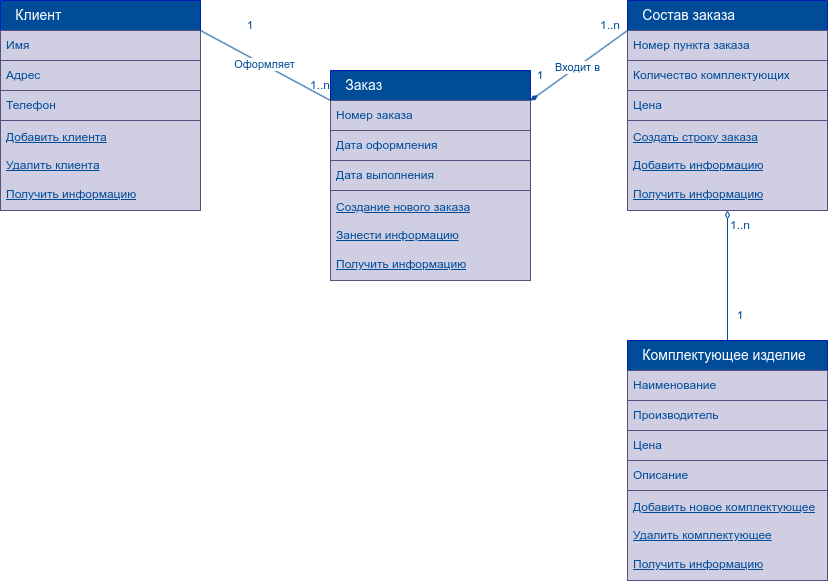 Клиент
Имя
Адрес
Телефон
Добавить клиента
Удалить клиента
Получить информацию
1
Оформляет
1..n
Заказ
Номер заказа
Дата оформления
Дата выполнения
Создание нового заказа
Занести информацию
Получить информацию
1
Входит в
1..n
Состав заказа
Номер пункта заказа
Количество комплектующих
Цена
Создать строку заказа
Добавить информацию
Получить информацию
1..n
1
Комплектующее изделие
Наименование
Производитель
Цена
Описание
Добавить новое комплектующее
Удалить комплектующее
Получить информацию